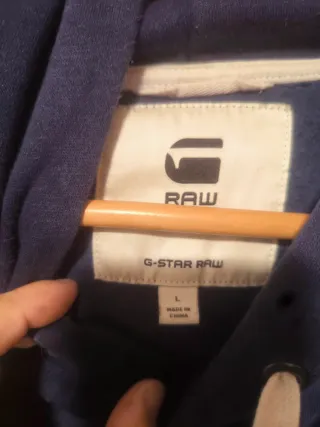 G
RAW
G-STAR RAW
L
MADE IN
CHINA